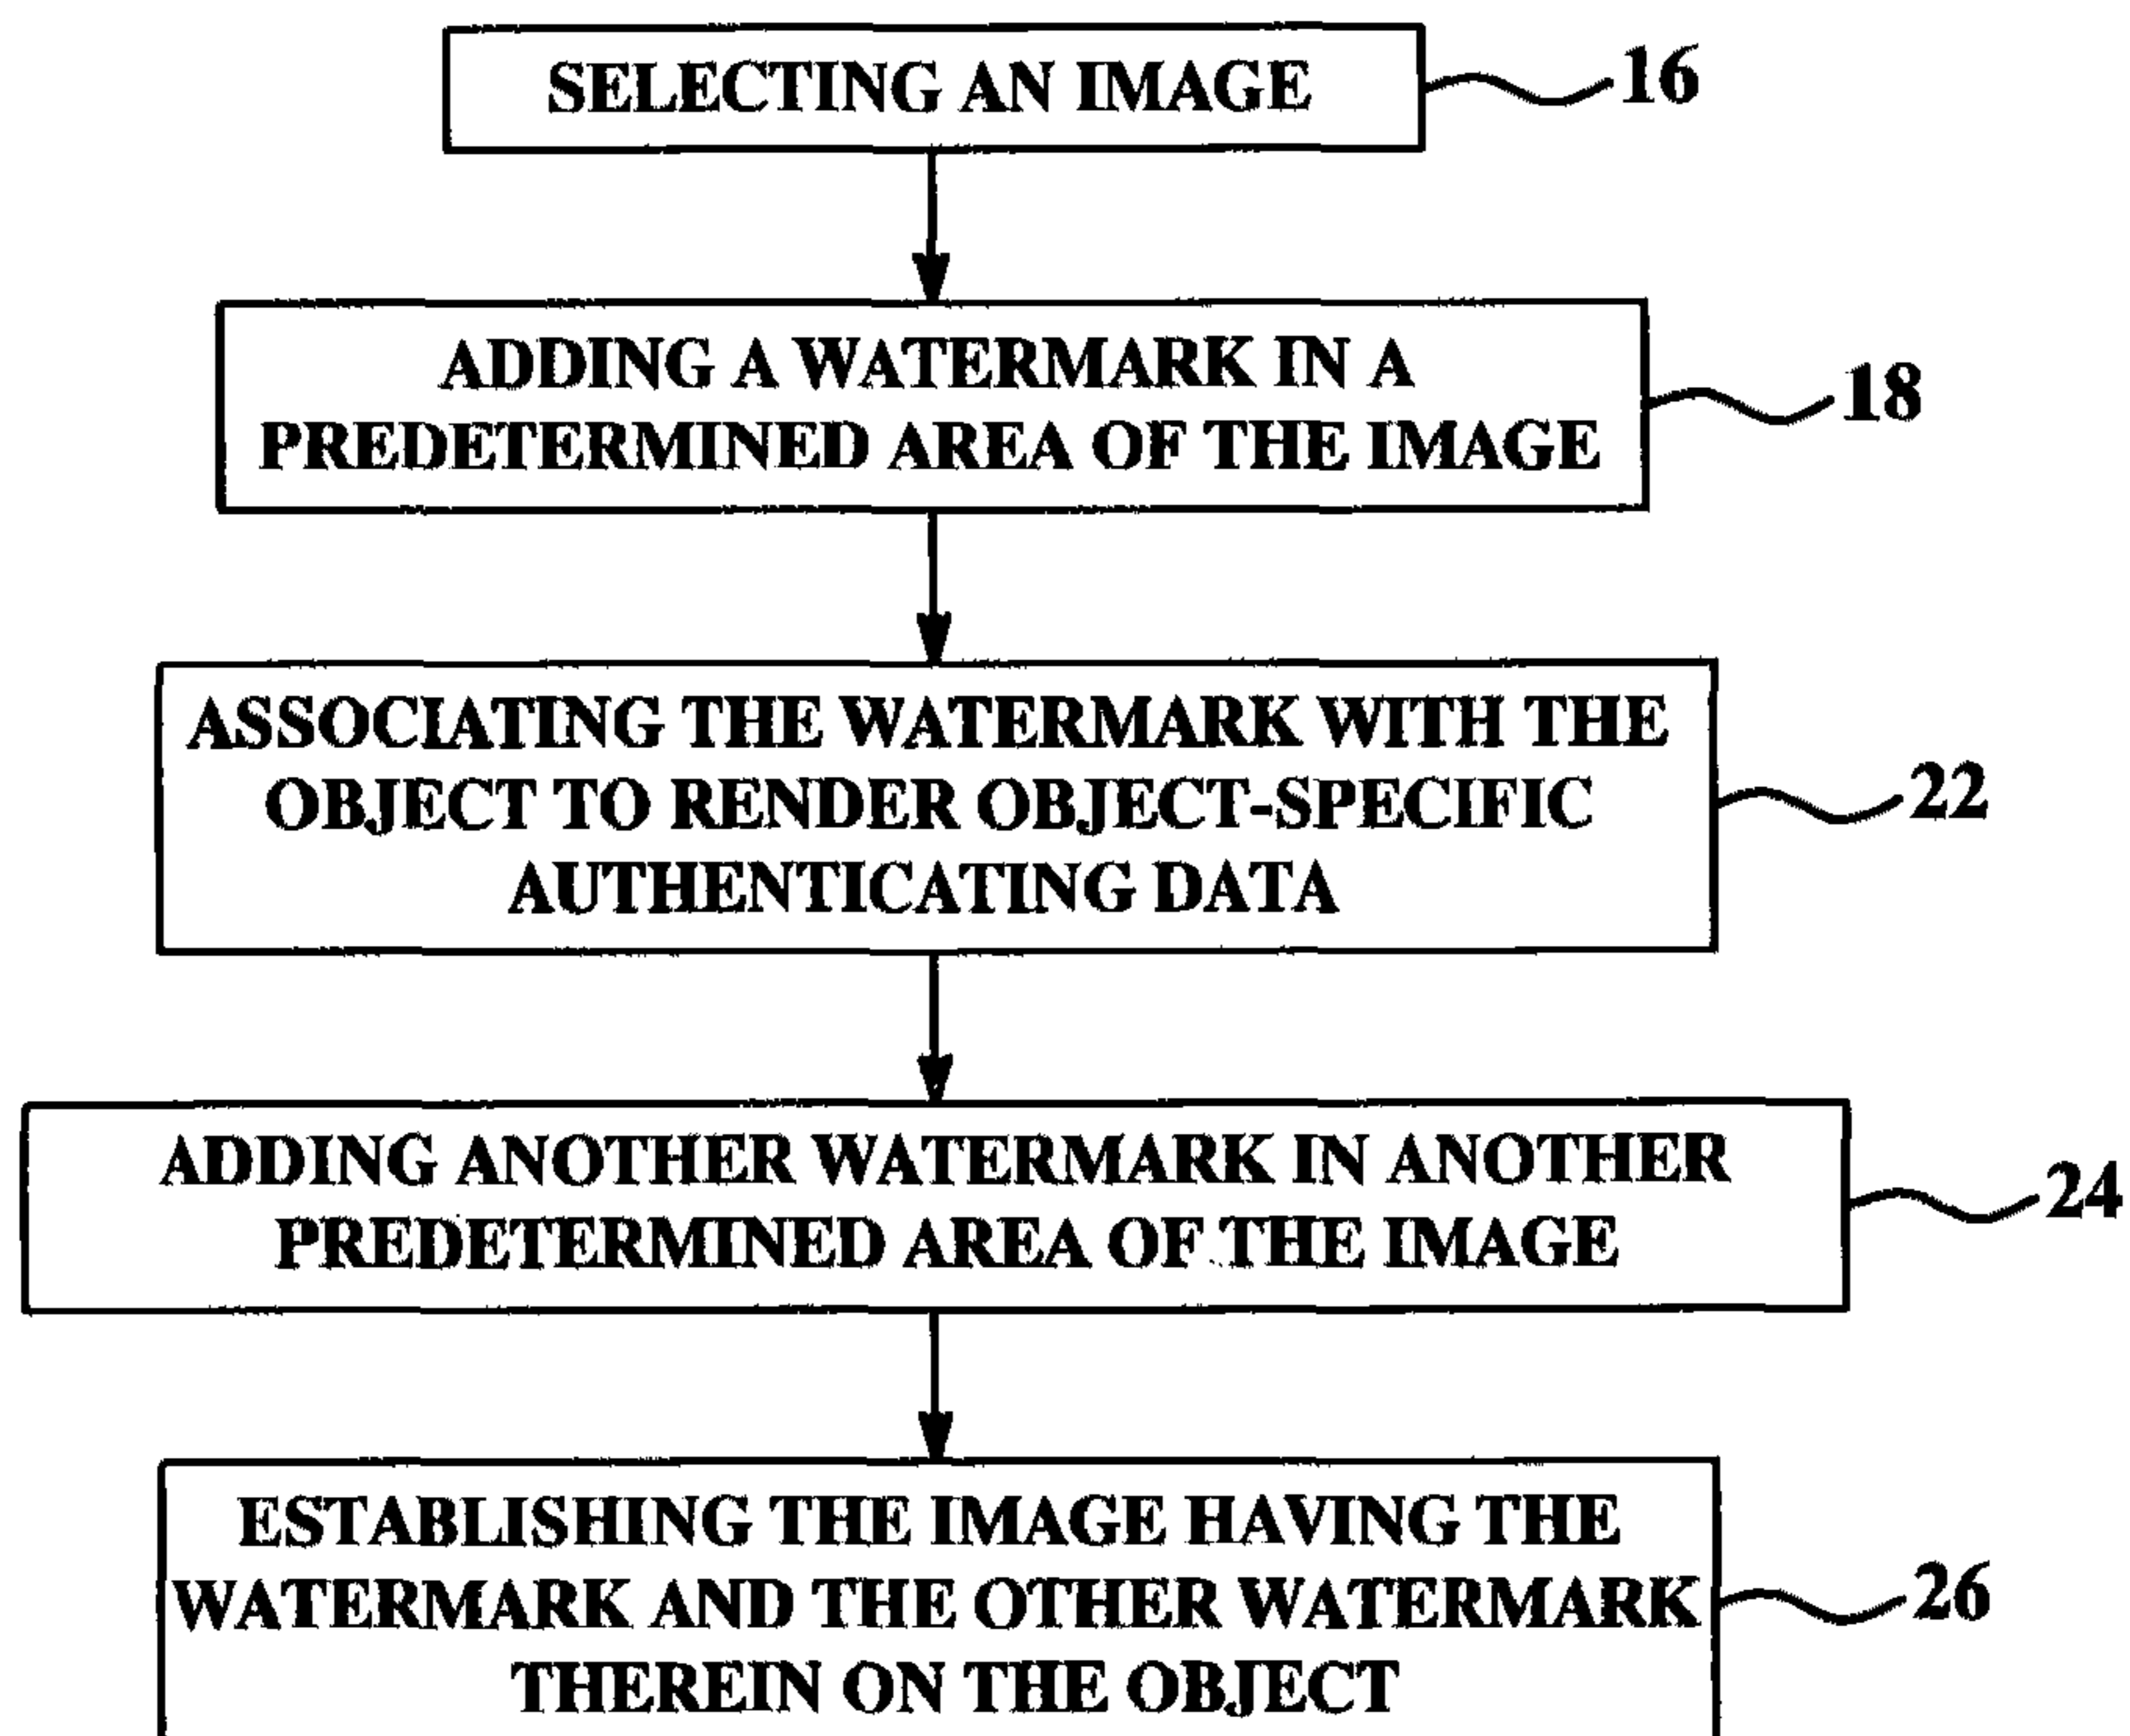 SELECTING AN IMAGE
16
ADDING A WATERMARK IN A
PREDETERMINED AREA OF THE IMAGE
18
ASSOCIATING THE WATERMARK WITH THE
OBJECT TO RENDER OBJECT-SPECIFIC
AUTHENTICATING DATA
22
ADDING ANOTHER WATERMARK IN ANOTHER
PREDETERMINED AREA OF THE IMAGE
24
ESTABLISHING THE IMAGE HAVING THE
WATERMARK AND THE OTHER WATERMARK
THEREIN ON THE OBJECT
26